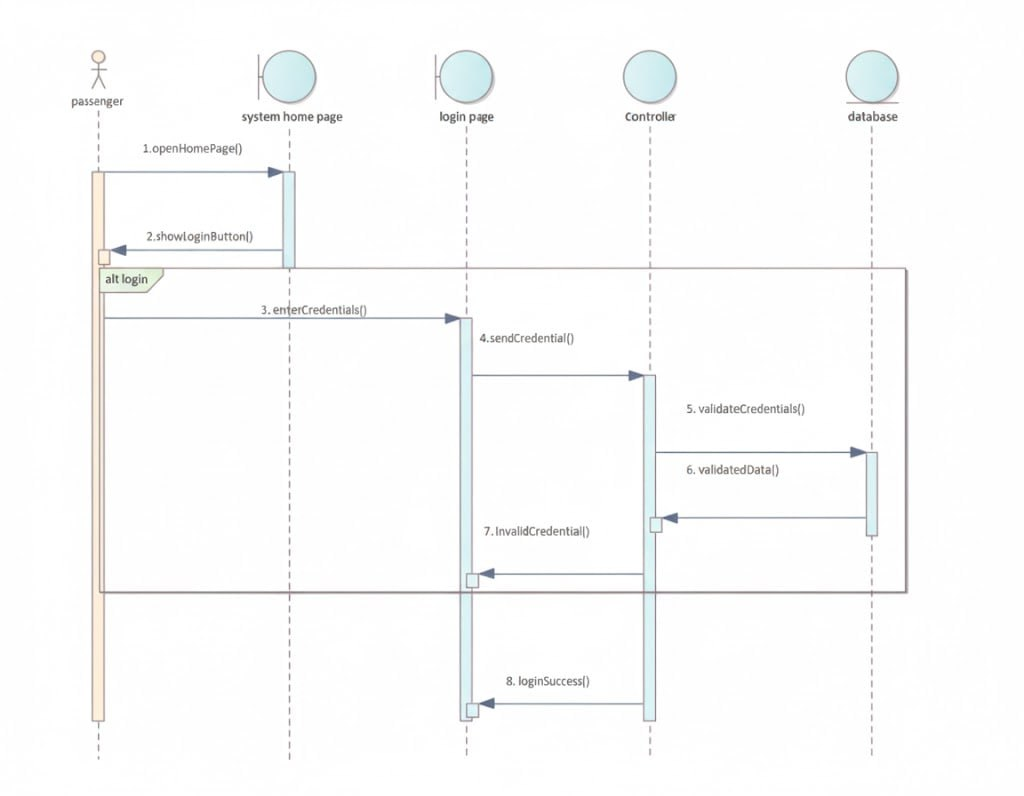 passenger
system home page
login page
Controller
database
1.openHomePage()
2.showLoginButton()
alt login
3. enterCredentials()
4.sendCredential()
5. validateCredentials()
6. validatedData()
7. InvalidCredential()
8. loginSuccess()